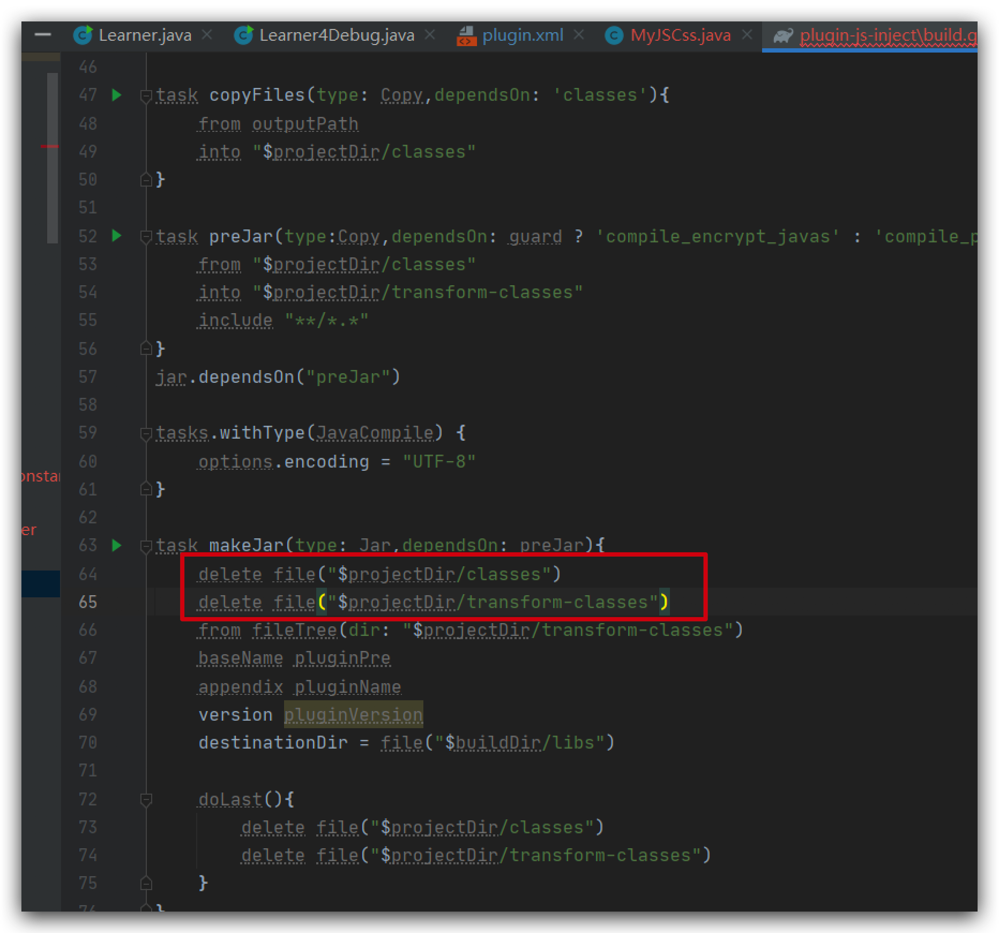 Learner.java Learner4Debug.java plugin.xml MyJSCss.java plugin-js-inject\build.g
46
47 task copyFiles(type: Copy,dependsOn: 'classes'){
48 from outputPath
49 into "$projectDir/classes"
50 }
51
52 task preJar(type:Copy,dependsOn: guard ? 'compile_encrypt_javas' : 'compile_p
53 from "$projectDir/classes"
54 into "$projectDir/transform-classes"
55 include "**/*.*"
56 }
57 jar.dependsOn("preJar")
58
59 tasks.withType(JavaCompile) {
60 options.encoding = "UTF-8"
onstan
61 }
62
er
63 task makeJar(type: Jar,dependsOn: preJar){
64 delete file("$projectDir/classes")
65 delete file("$projectDir/transform-classes")
66 from fileTree(dir: "$projectDir/transform-classes")
67 baseName pluginPre
68 appendix pluginName
69 version pluginVersion
70 destinationDir = file("$buildDir/libs")
71
72 doLast(){
73 delete file("$projectDir/classes")
74 delete file("$projectDir/transform-classes")
75 }
76 }